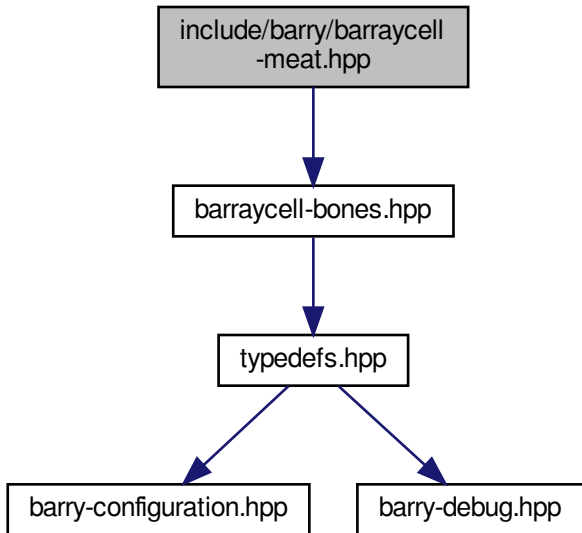 include/barry/barraycell
-meat.hpp
barraycell-bones.hpp
typedefs.hpp
barry-configuration.hpp
barry-debug.hpp